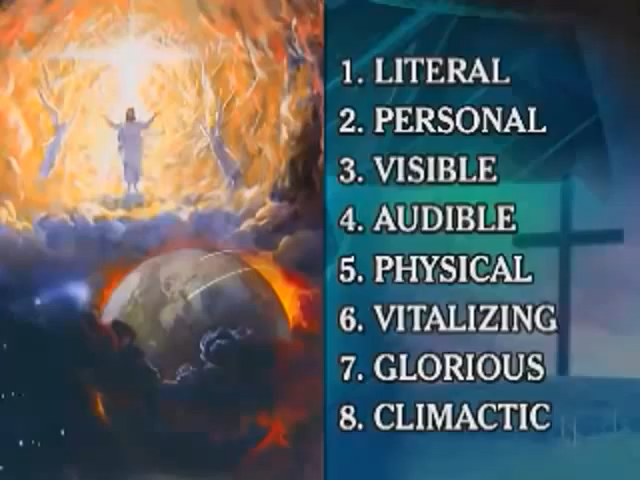 1. LITERAL
2. PERSONAL
3. VISIBLE
4. AUDIBLE
5. PHYSICAL
6. VITALIZING
7. GLORIOUS
8. CLIMACTIC